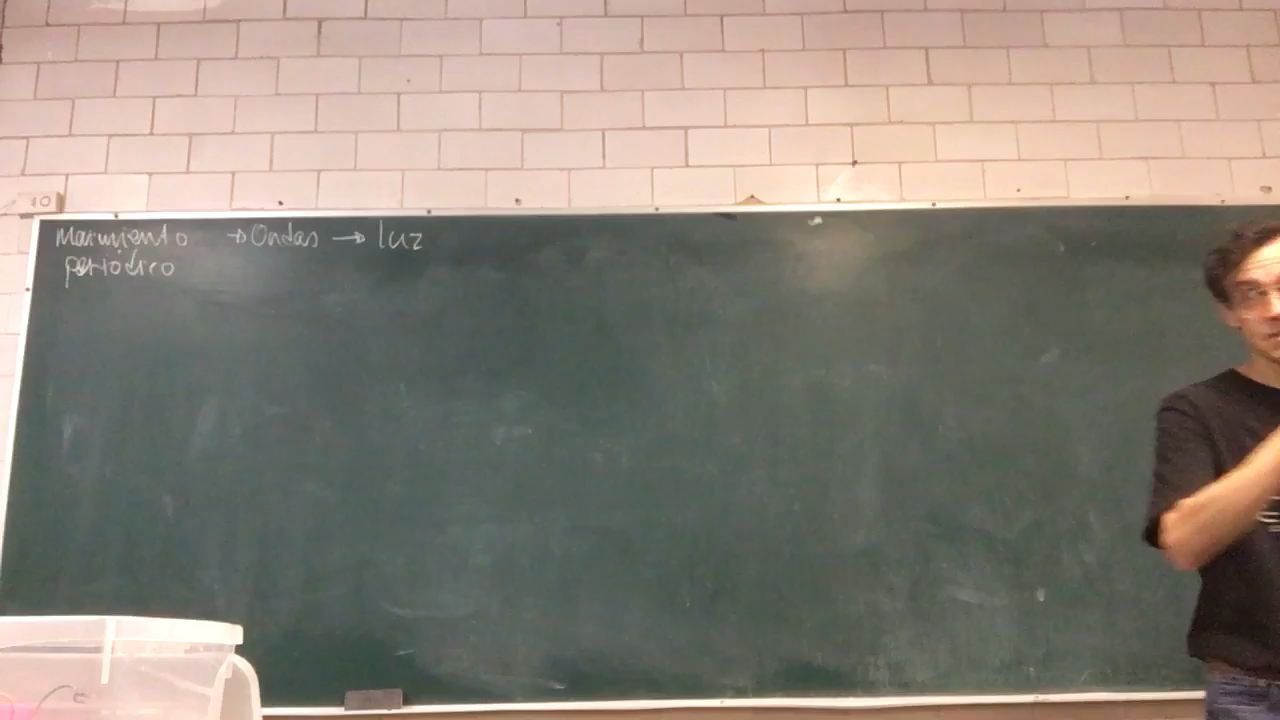 Movimiento → Ondas → luz
periódico